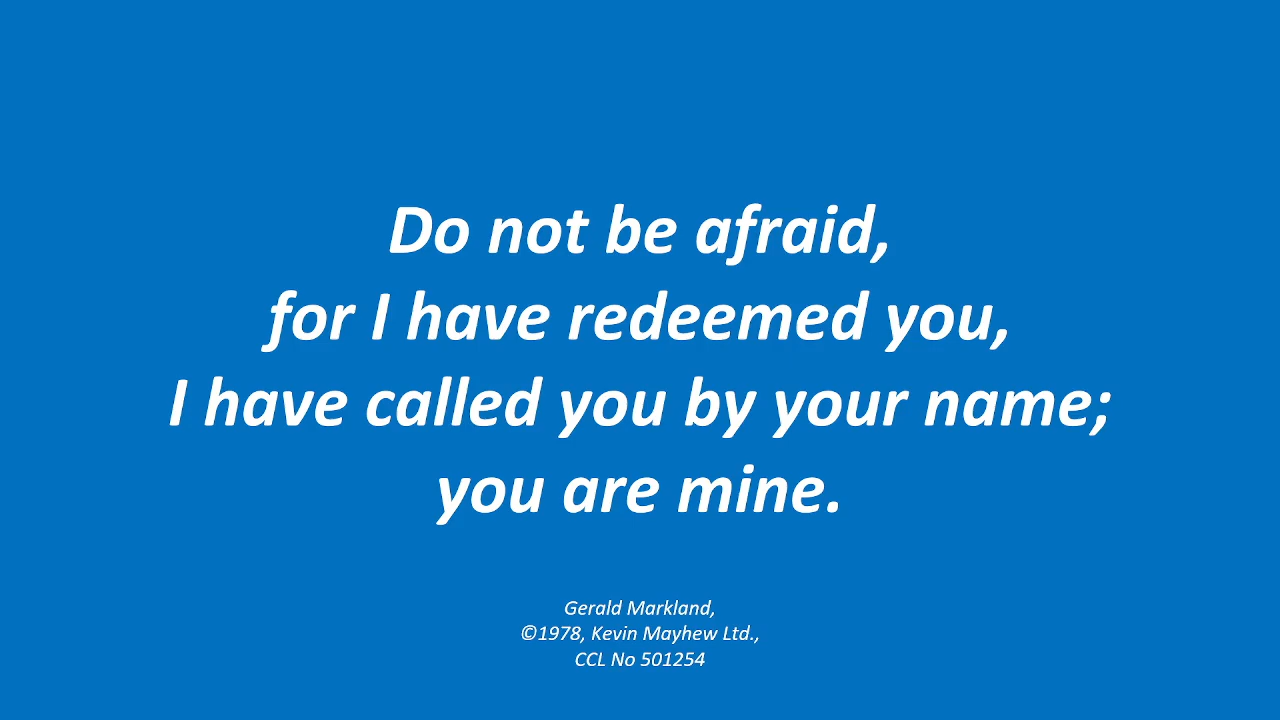 Do not be afraid,
for I have redeemed you,
I have called you by your name;
you are mine.
Gerald Markland,
©1978, Kevin Mayhew Ltd.,
CCL No 501254